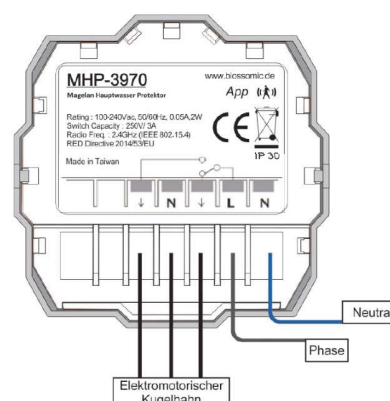 MHP-3970
www.biossomic.de
Magelan Hauptwasser Protektor
App
Rating : 100-240Vac, 50/60Hz, 0.05A,2W
Switch Capacity : 250V/ 3A
Radio Freq. : 2.4GHz (IEEE 802-15.4)
RED Directive 2014/53/EU
CE
IP 30
Made in Taiwan
↓ N ↓ L N
Neutra
Phase
Elektromotorischer
Kugelhahn